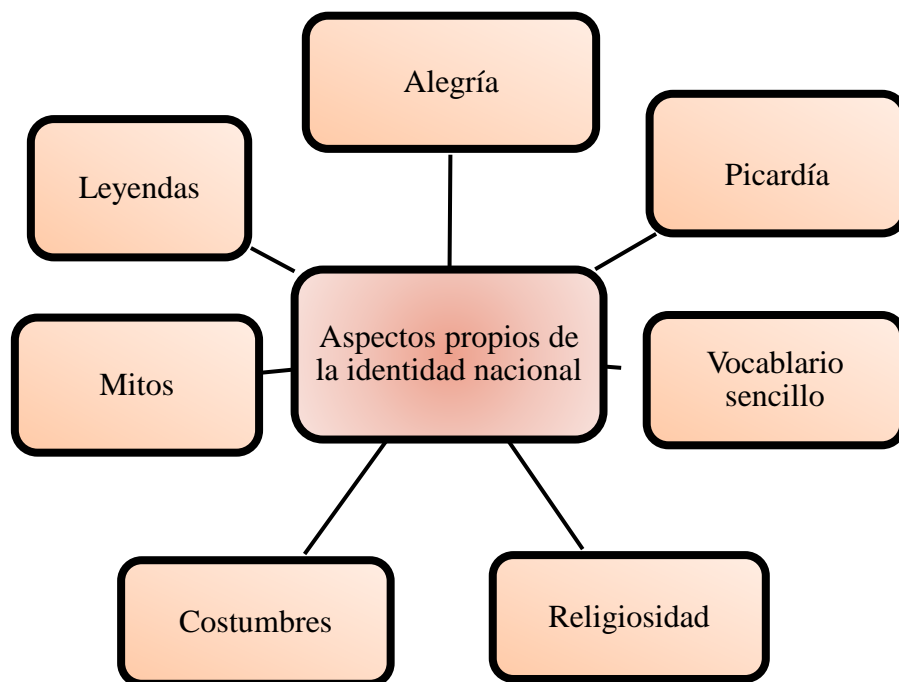 Alegría
Leyendas
Picardía
Aspectos propios de
la identidad nacional
Mitos
Vocablario
sencillo
Costumbres
Religiosidad